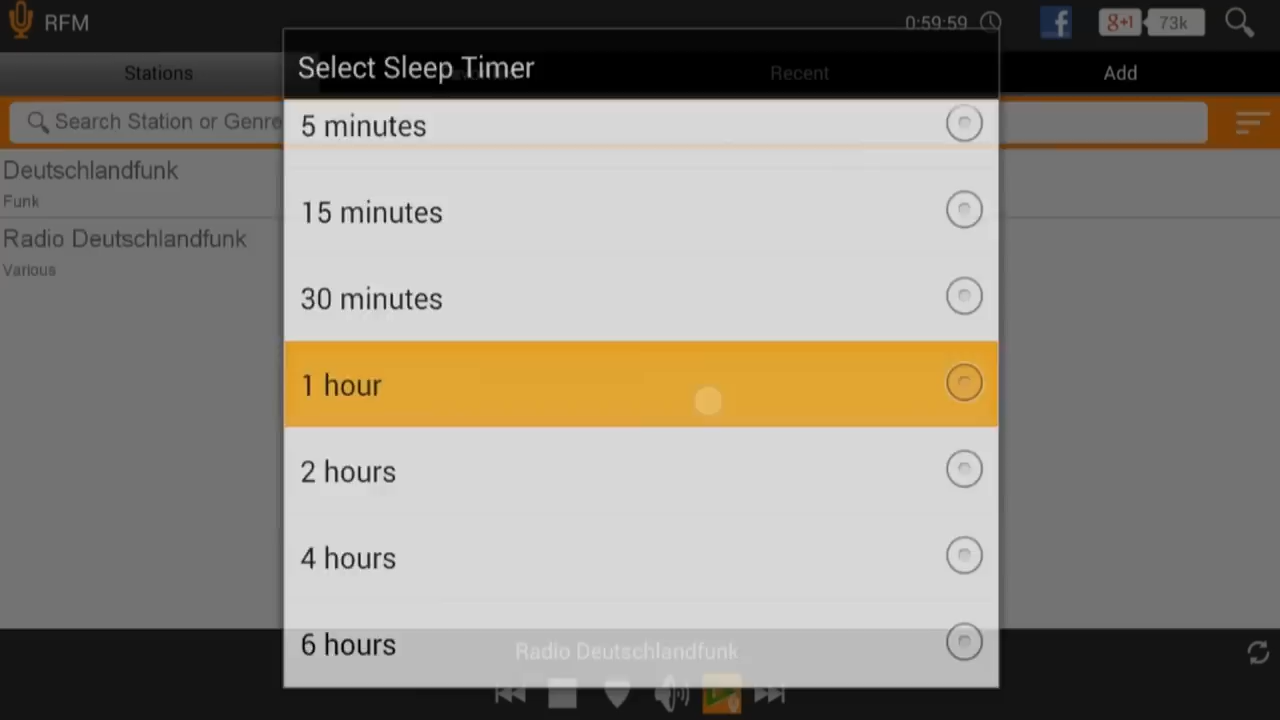 RFM
0:59:59
f
g+1
73k
Select Sleep Timer
Stations
Recent
Add
Search Station or Genre
5 minutes
Deutschlandfunk
Funk
15 minutes
Radio Deutschlandfunk
Various
30 minutes
1 hour
2 hours
4 hours
6 hours
Radio Deutschlandfunk